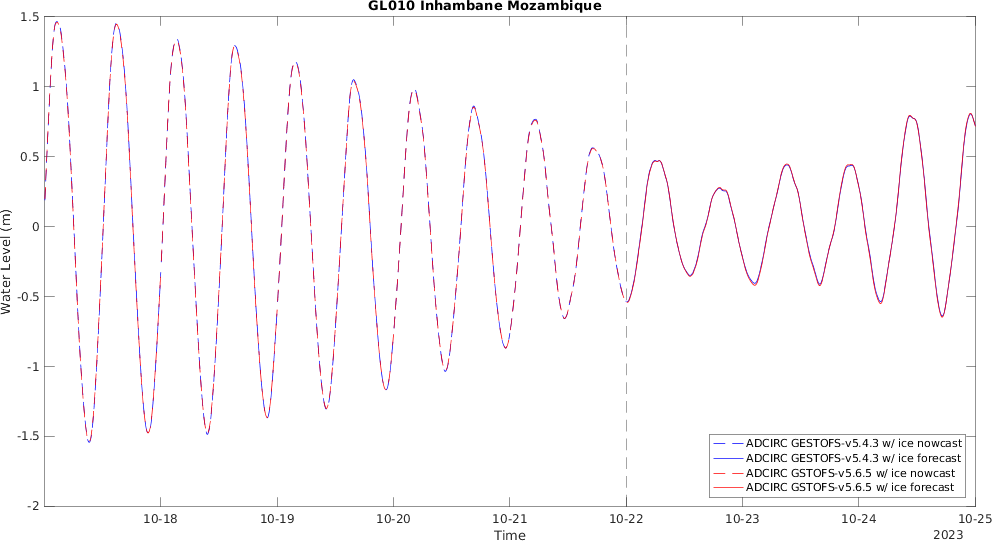 GL010 Inhambane Mozambique
1.5
1
0.5
0
-0.5
-1
-1.5
-2
Water Level (m)
ADCIRC GESTOFS-v5.4.3 w/ ice nowcast
ADCIRC GESTOFS-v5.4.3 w/ ice forecast
ADCIRC GSTOFS-v5.6.5 w/ ice nowcast
ADCIRC GSTOFS-v5.6.5 w/ ice forecast
10-18 10-19 10-20 10-21 10-22 10-23 10-24 10-25
Time
2023